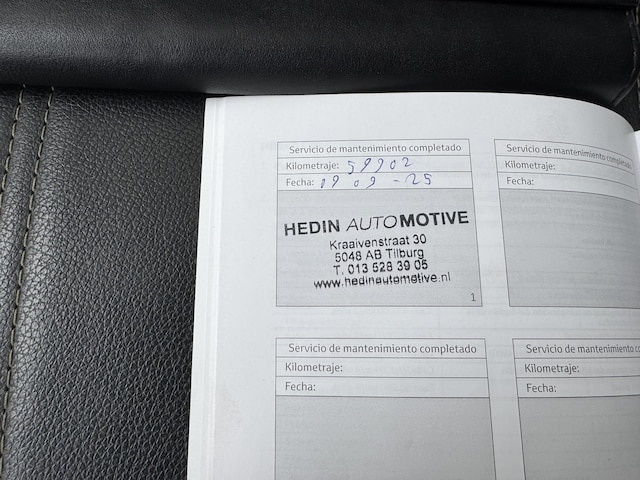 Servicio de mantenimiento completado
Kilometraje: 59902
Fecha: 09 09 - 25
HEDIN AUTOMOTIVE
Kraaivenstraat 30
5048 AB Tilburg
T. 013 528 39 05
www.hedinautomotive.nl
1
Servicio de mantenimiento completado
Kilometraje:
Fecha:
Servicio de mantenimiento completado
Kilometraje:
Fecha:
Servicio de mantenimiento c
Kilometraje:
Fecha: